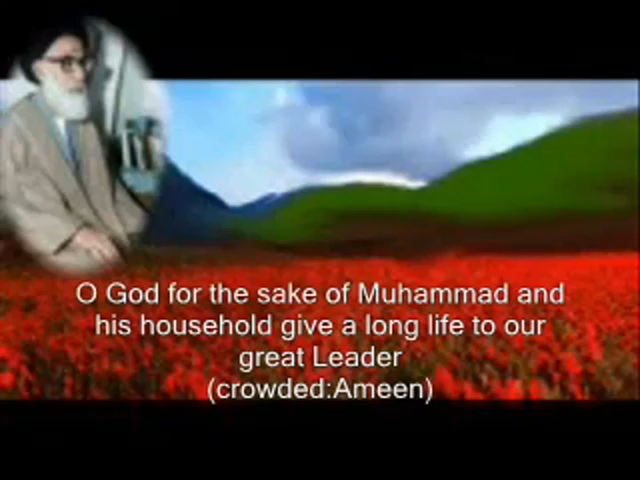 O God for the sake of Muhammad and
his household give a long life to our
great Leader
(crowded:Ameen)